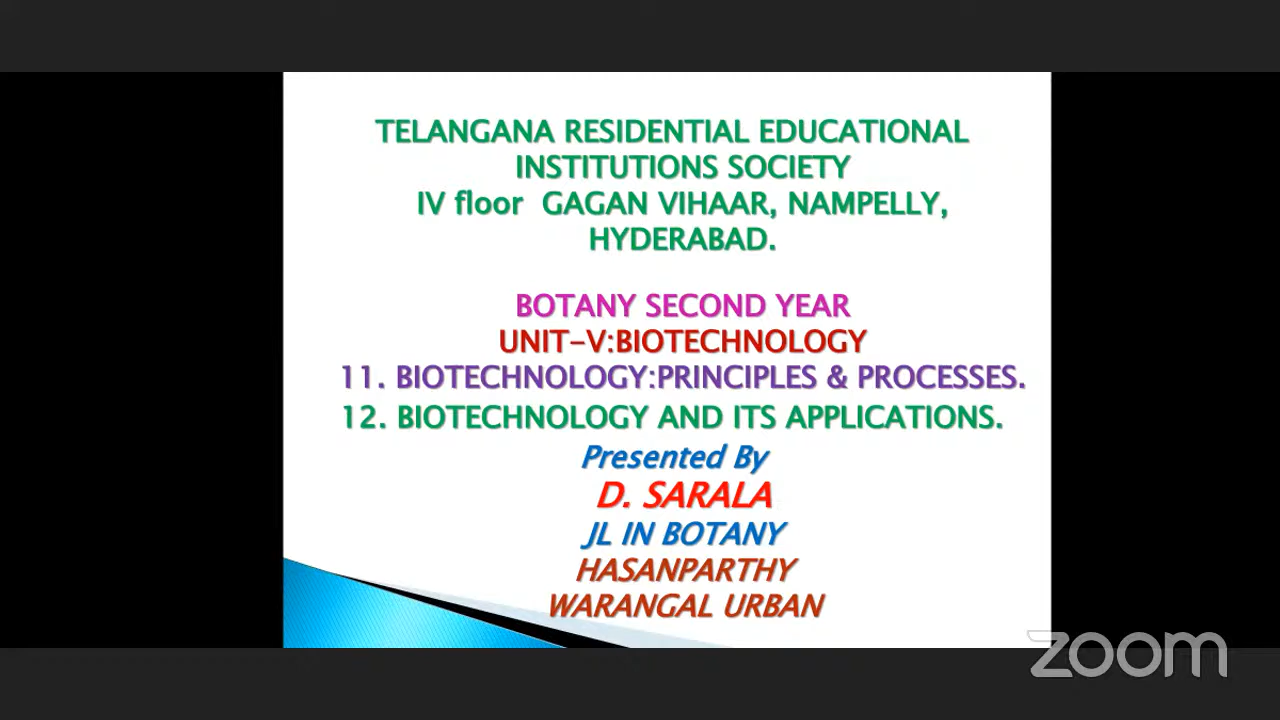 TELANGANA RESIDENTIAL EDUCATIONAL
INSTITUTIONS SOCIETY
IV floor GAGAN VIHAAR, NAMPELLY,
HYDERABAD.
BOTANY SECOND YEAR
UNIT-V:BIOTECHNOLOGY
11. BIOTECHNOLOGY:PRINCIPLES & PROCESSES.
12. BIOTECHNOLOGY AND ITS APPLICATIONS.
Presented By
D. SARALA
JL IN BOTANY
HASANPARTHY
WARANGAL URBAN
zoom